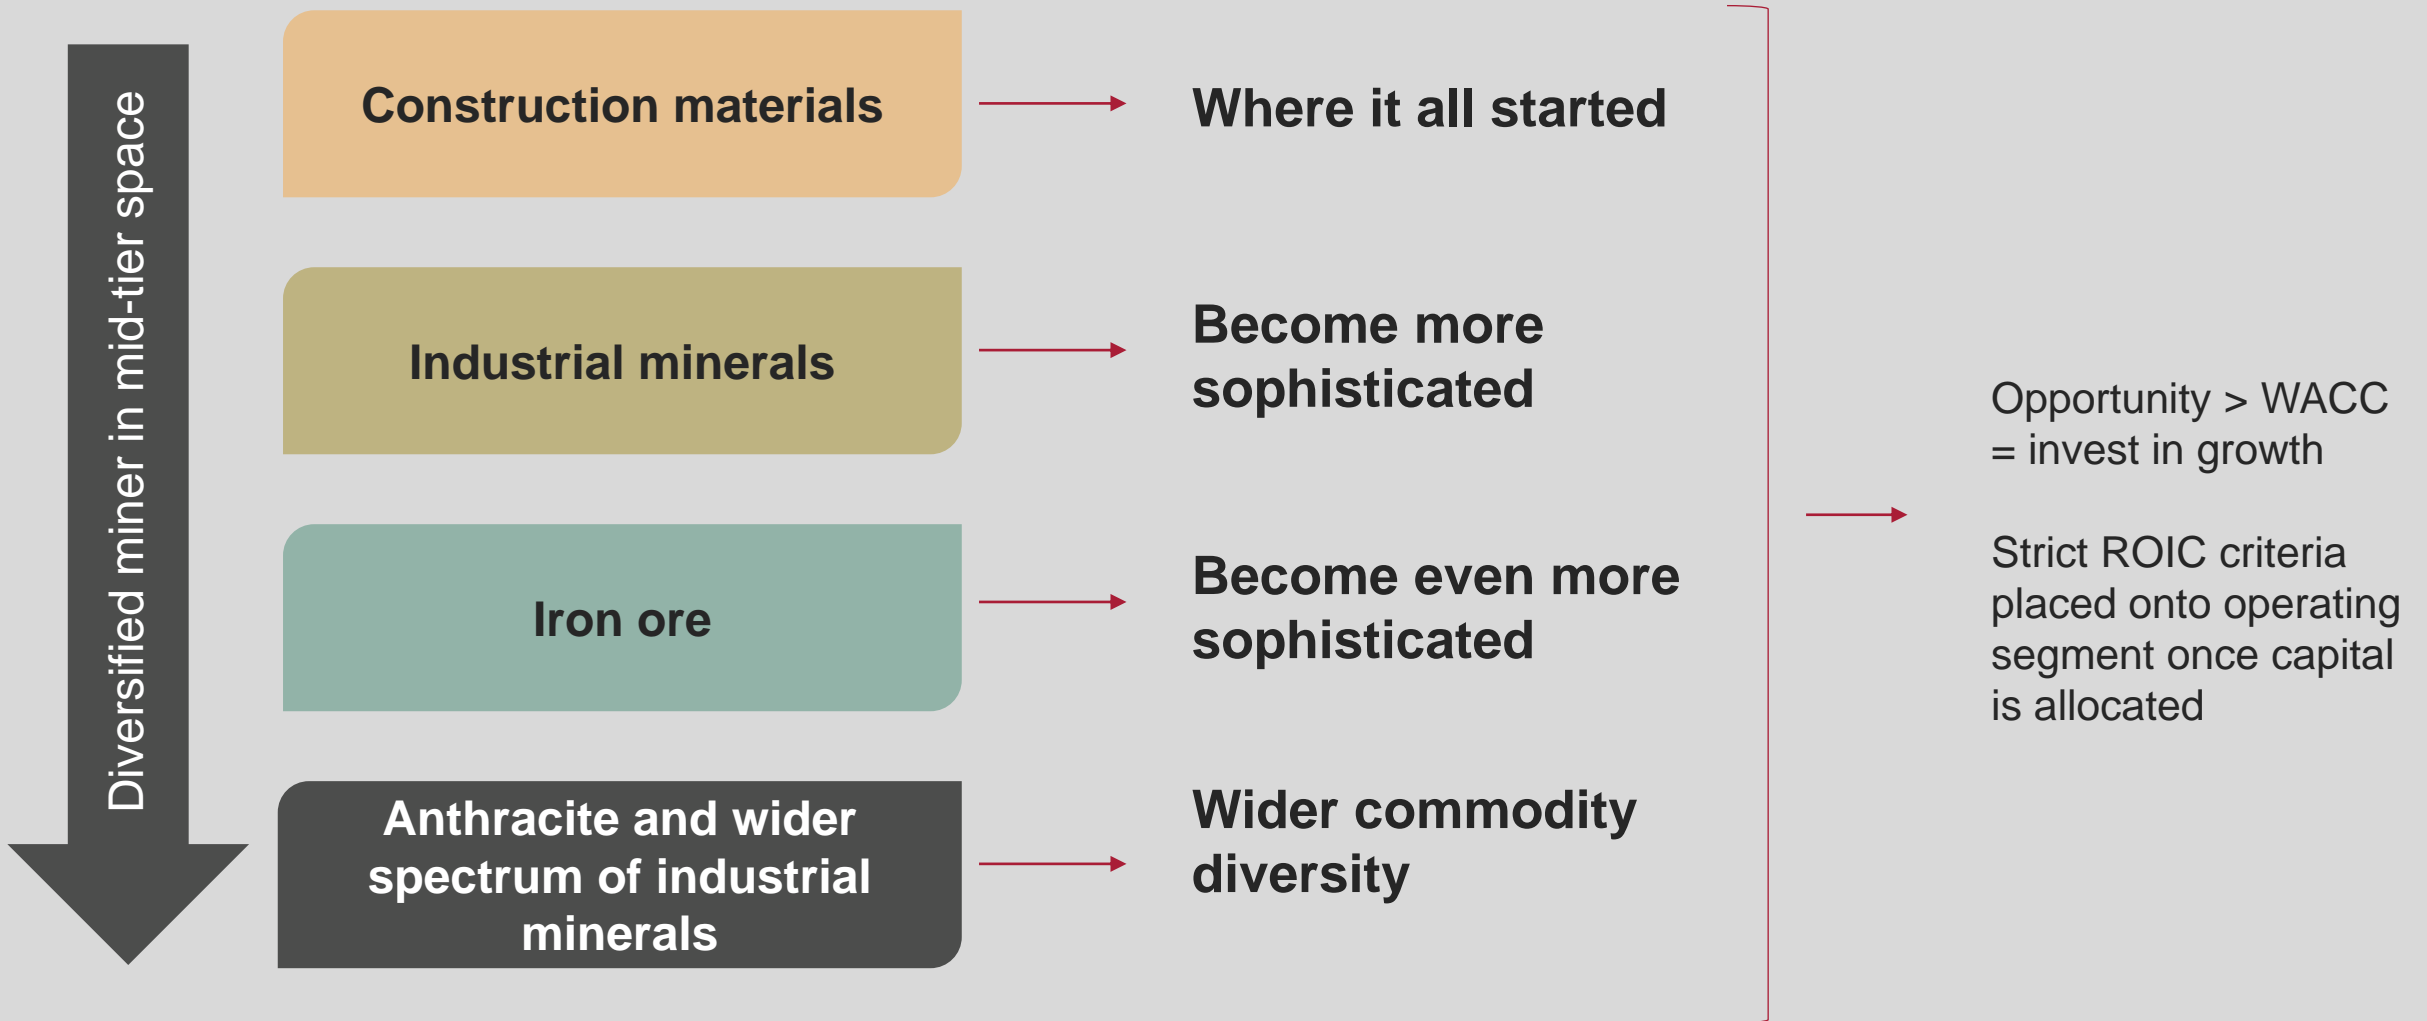 Diversified miner in mid-tier space
Construction materials
Where it all started
Industrial minerals
Become more
sophisticated
Iron ore
Become even more
sophisticated
Anthracite and wider
spectrum of industrial
minerals
Wider commodity
diversity
Opportunity > WACC
= invest in growth
Strict ROIC criteria
placed onto operating
segment once capital
is allocated